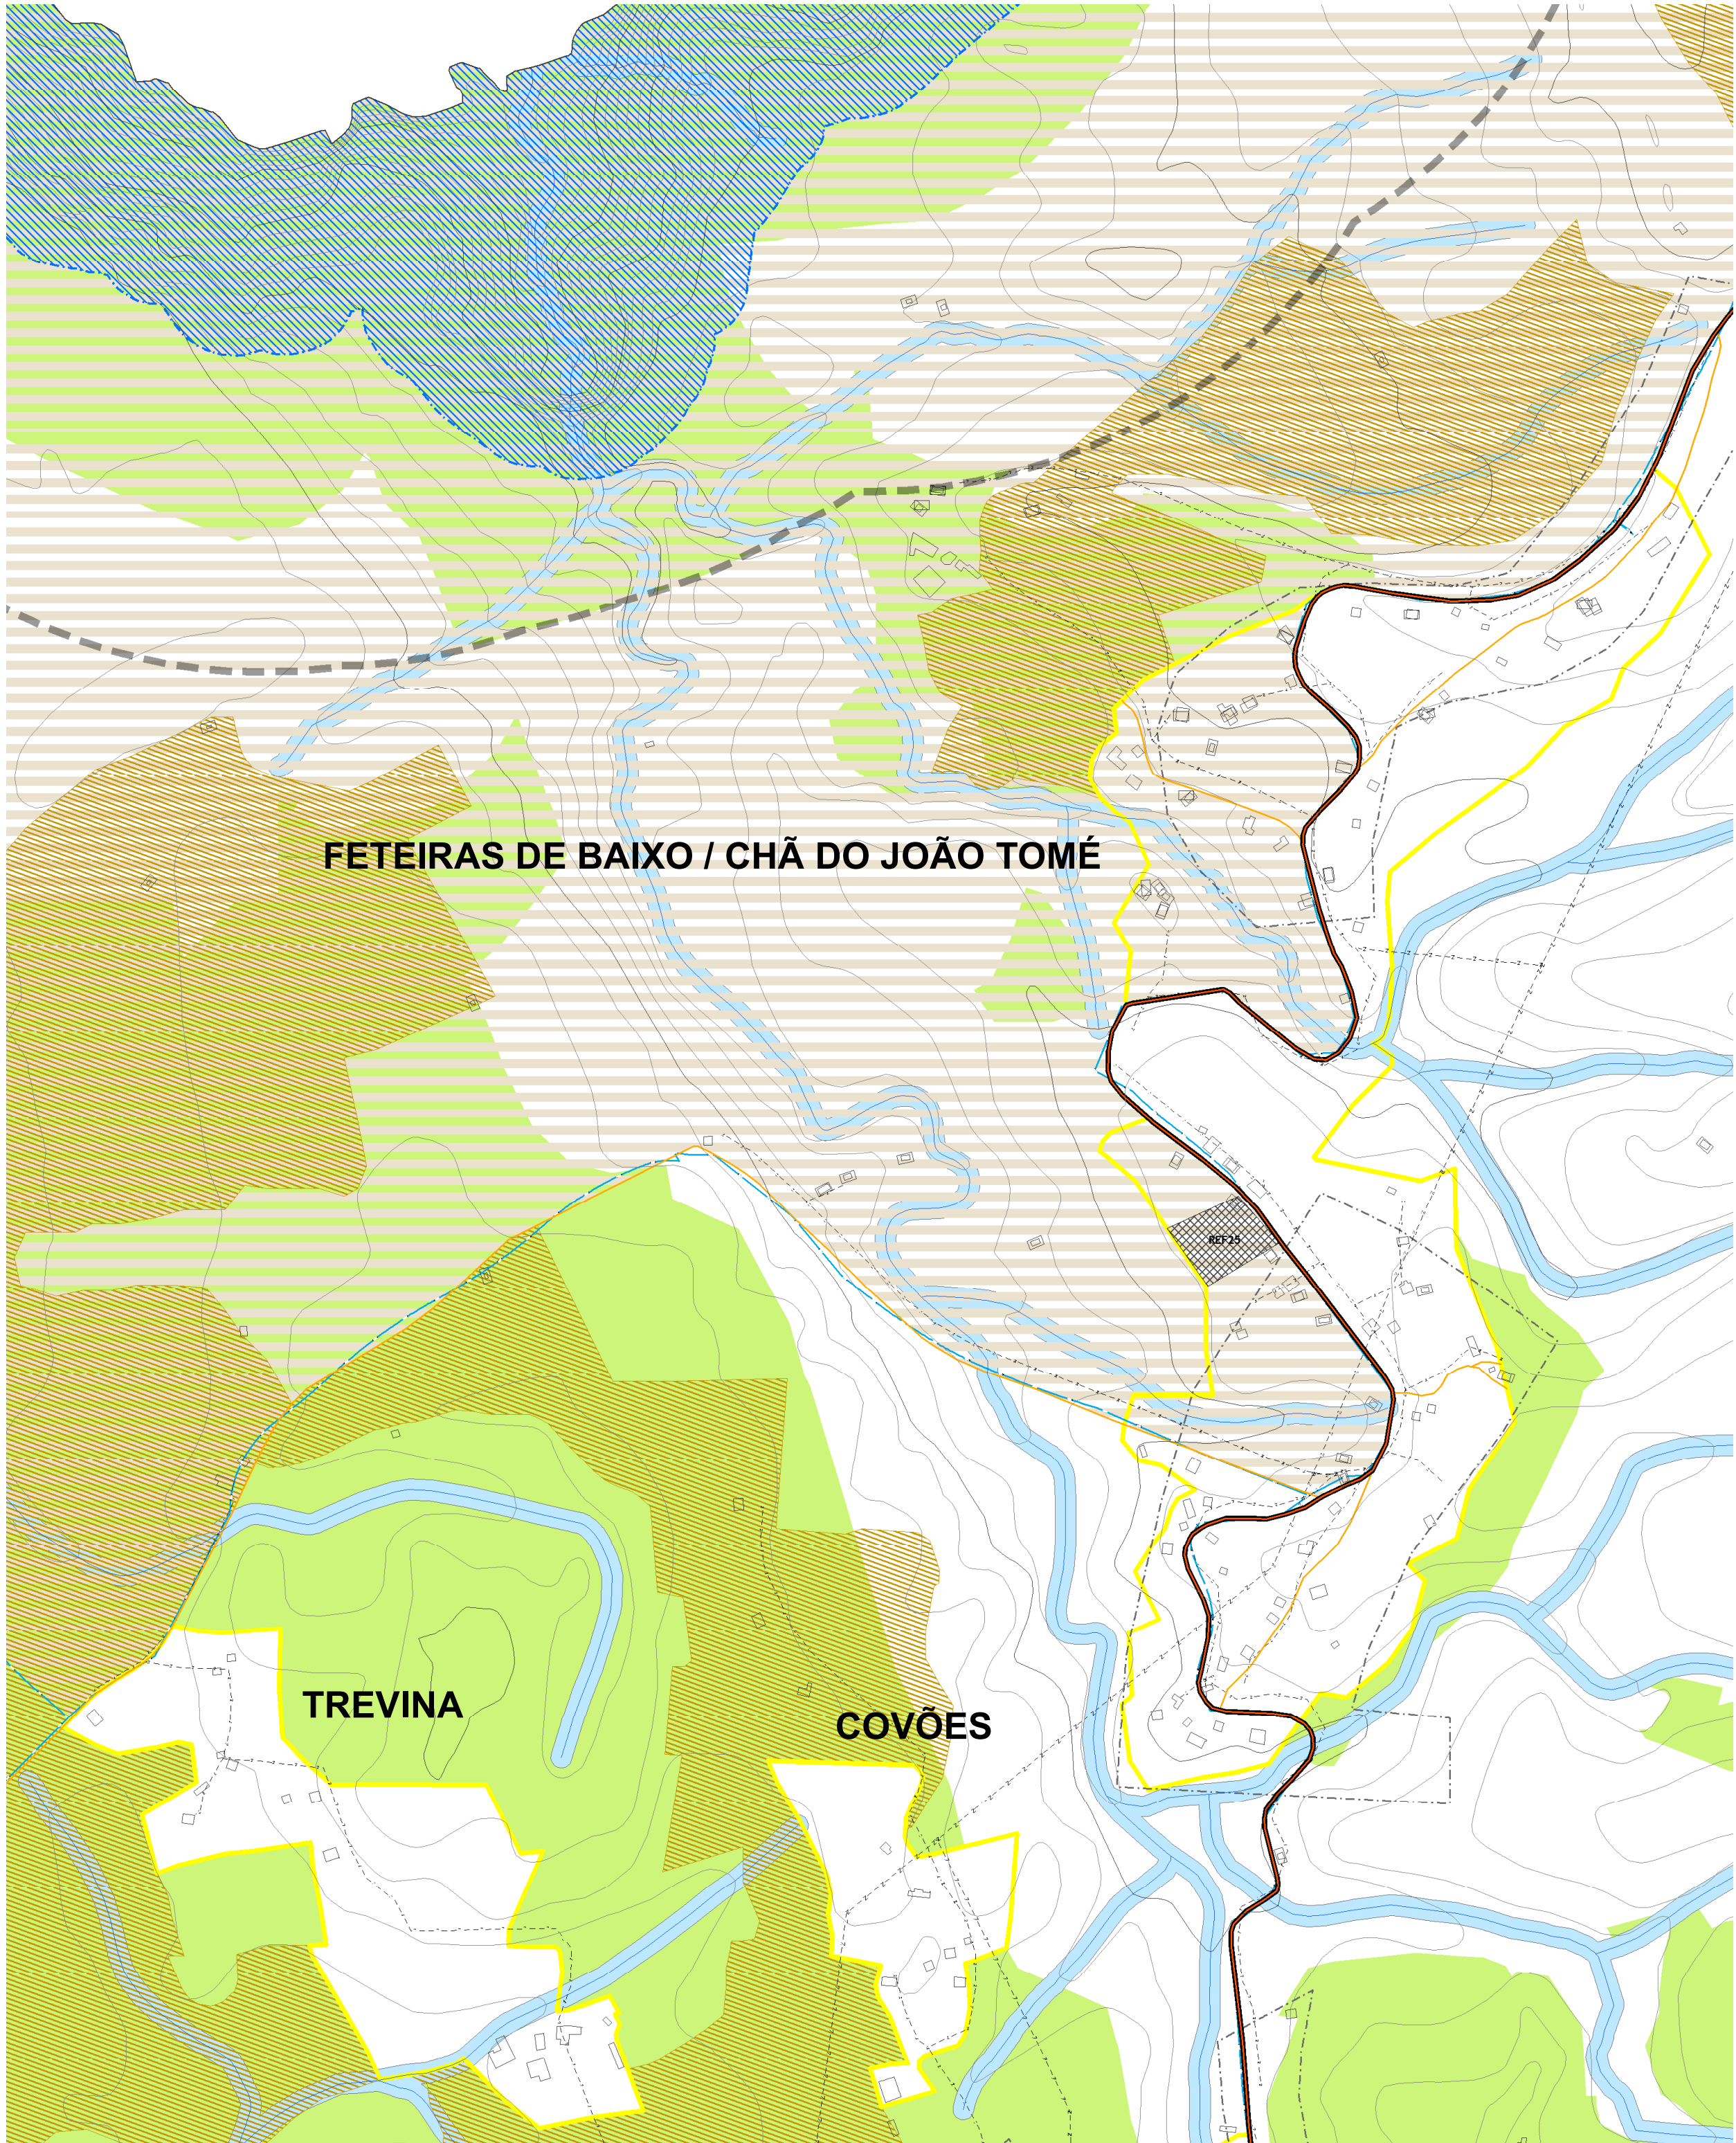 FETEIRAS DE BAIXO / CHÃ DO JOÃO TOMÉ
REF25
TREVINA
COVÕES